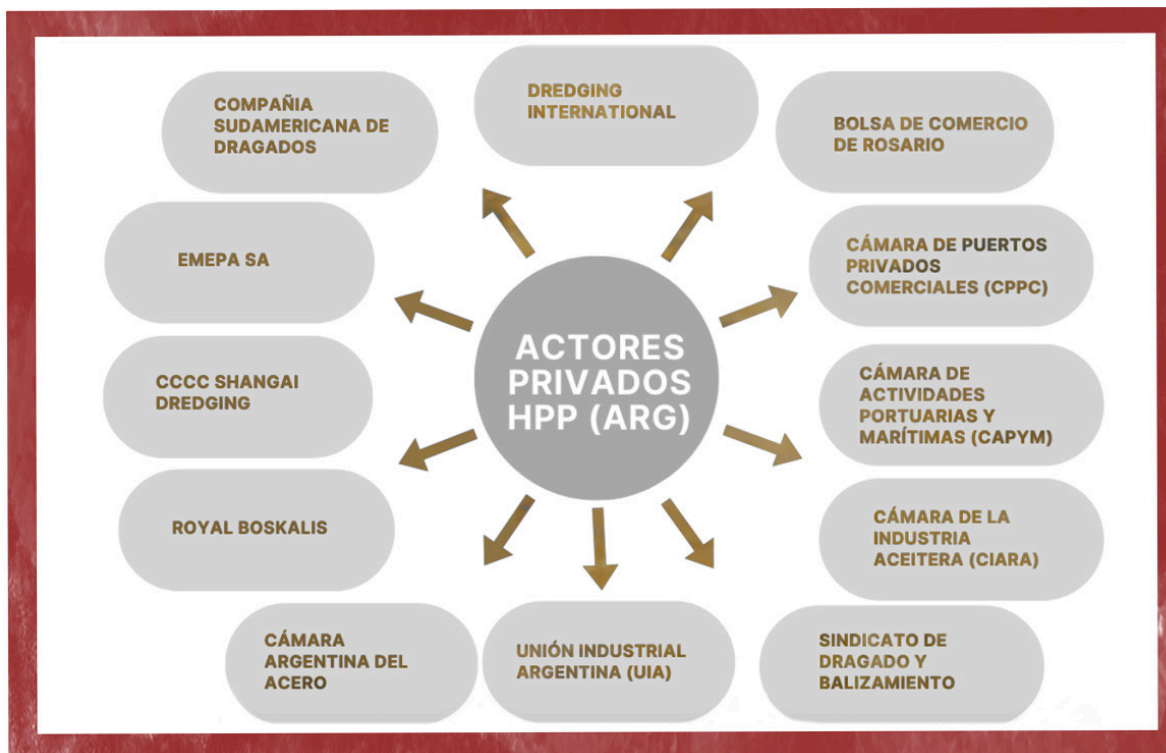 COMPAÑIA
SUDAMERICANA DE
DRAGADOS
DREDGING
INTERNATIONAL
BOLSA DE COMERCIO
DE ROSARIO
EMEPA SA
CÁMARA DE PUERTOS
PRIVADOS
COMERCIALES (CPPC)
ACTORES
PRIVADOS
HPP (ARG)
CCCC SHANGAI
DREDGING
CÁMARA DE
ACTIVIDADES
PORTUARIAS Y
MARÍTIMAS (CAPYM)
ROYAL BOSKALIS
CÁMARA DE LA
INDUSTRIA
ACEITERA (CIARA)
CÁMARA
ARGENTINA DEL
ACERO
UNIÓN INDUSTRIAL
ARGENTINA (UIA)
SINDICATO DE
DRAGADO Y
BALIZAMIENTO